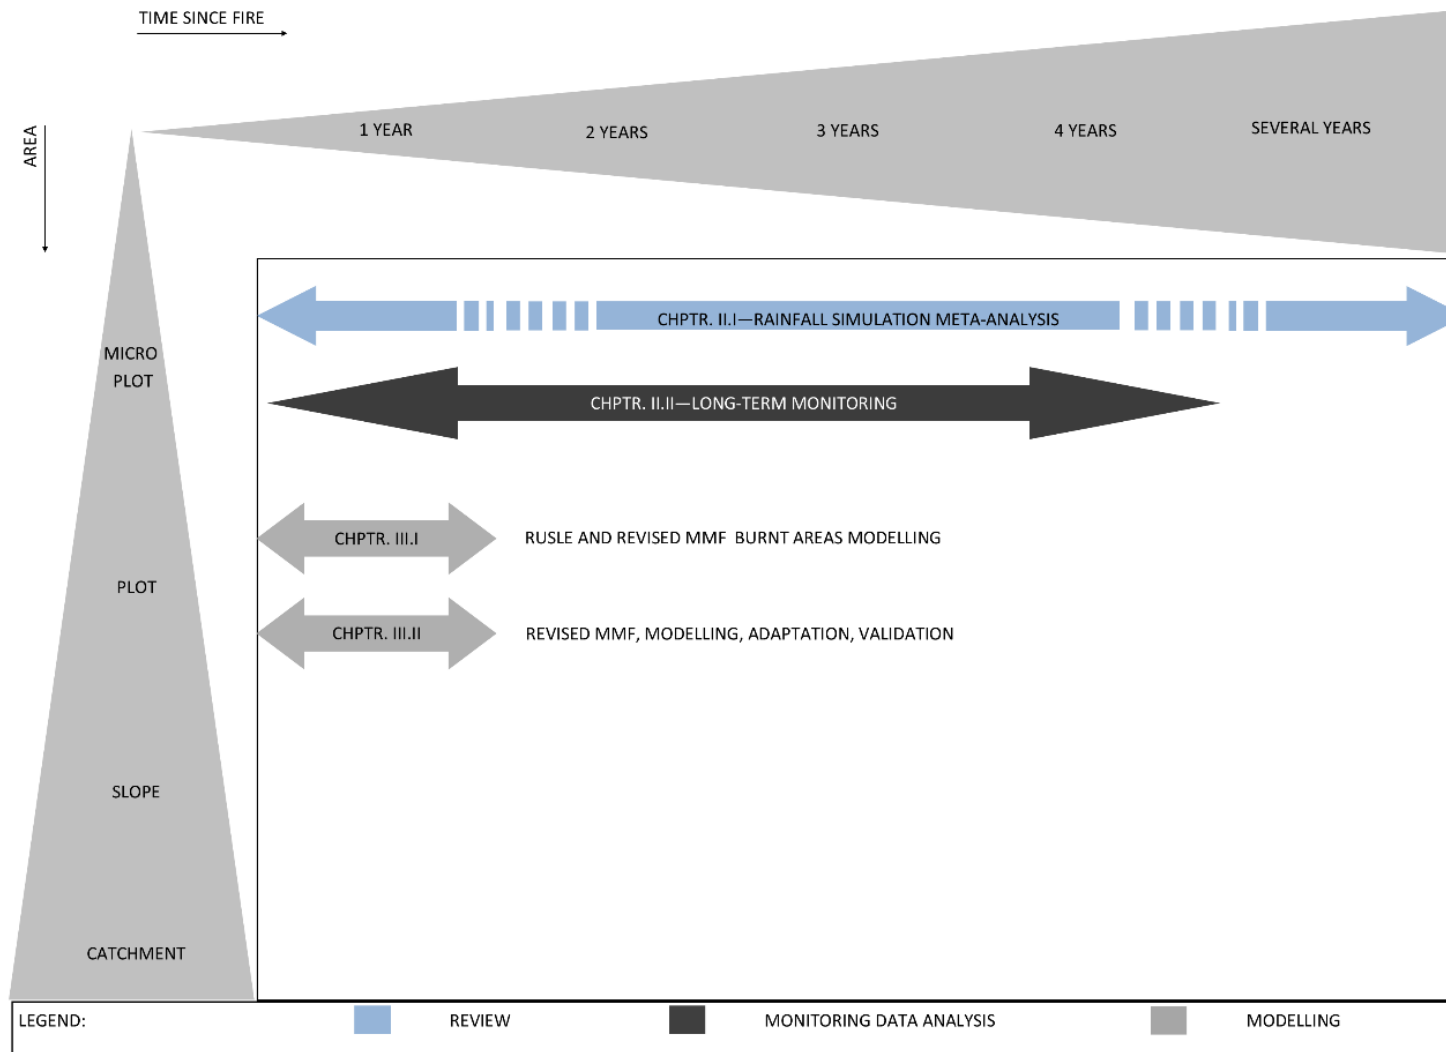 TIME SINCE FIRE
AREA
1 YEAR
2 YEARS
3 YEARS
4 YEARS
SEVERAL YEARS
CHPTR. II.I—RAINFALL SIMULATION META-ANALYSIS
MICRO
PLOT
CHPTR. II.II—LONG-TERM MONITORING
CHPTR. III.I
RUSLE AND REVISED MMF  BURNT AREAS MODELLING
PLOT
CHPTR. III.II
REVISED MMF, MODELLING, ADAPTATION, VALIDATION
SLOPE
CATCHMENT
LEGEND:
REVIEW
MONITORING DATA ANALYSIS
MODELLING